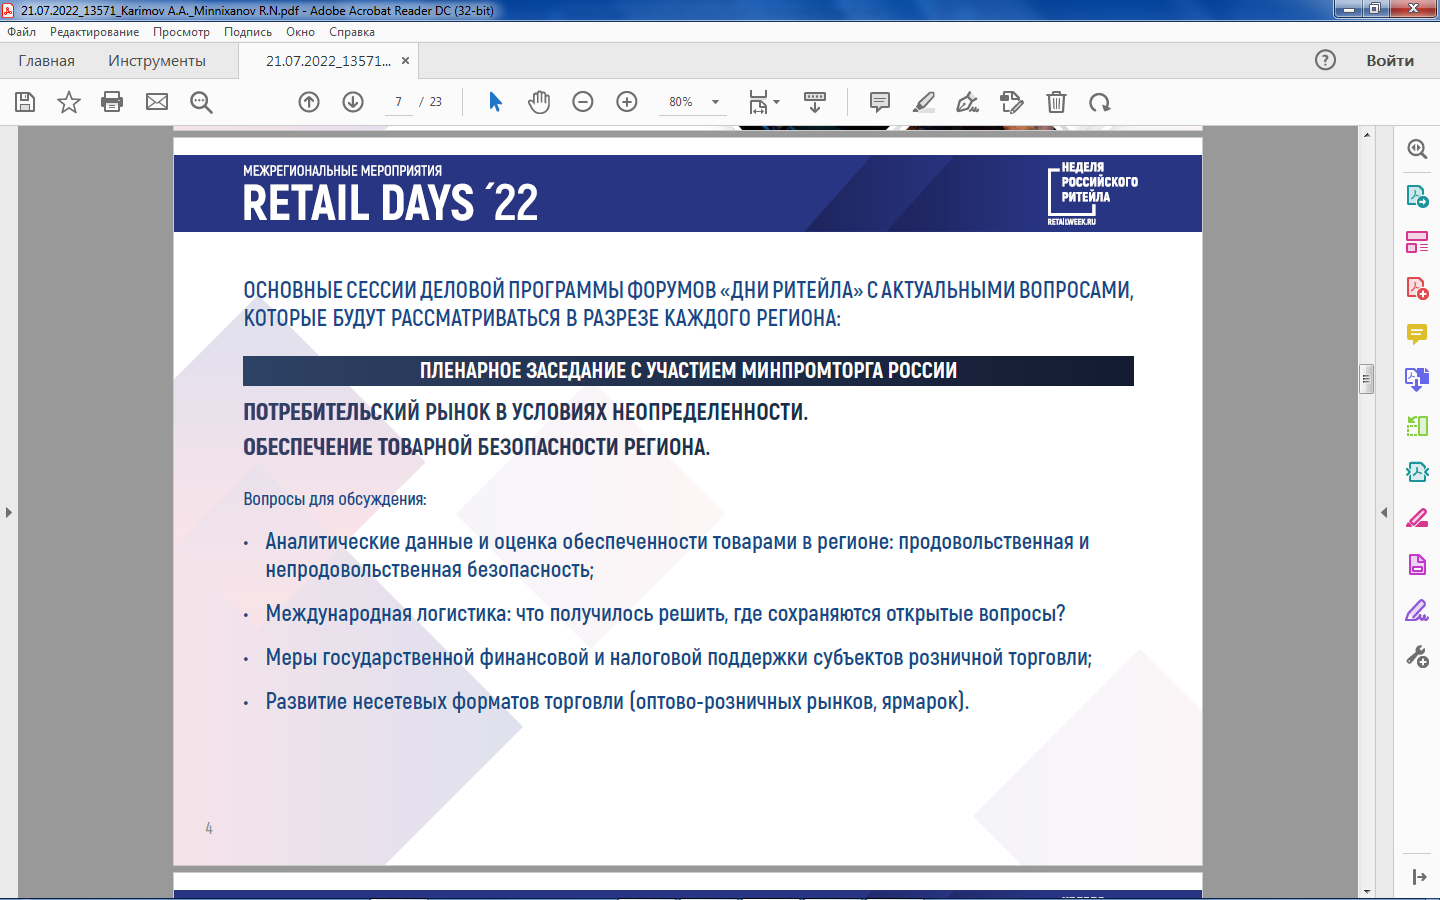 21.07.2022_13571_Karimov A.A._Minnixanov R.N.pdf - Adobe Acrobat Reader DC (32-bit)
Файл Редактирование Просмотр Подпись Окно Справка
Главная Инструменты 21.07.2022_13571... × Войти
7 / 23 80%
МЕЖРЕГИОНАЛЬНЫЕ МЕРОПРИЯТИЯ
RETAIL DAYS ´22
НЕДЕЛЯ
РОССИЙСКОГО
РИТЕЙЛА
RETAILWEEK.RU
ОСНОВНЫЕ СЕССИИ ДЕЛОВОЙ ПРОГРАММЫ ФОРУМОВ «ДНИ РИТЕЙЛА» С АКТУАЛЬНЫМИ ВОПРОСАМИ,
КОТОРЫЕ БУДУТ РАССМАТРИВАТЬСЯ В РАЗРЕЗЕ КАЖДОГО РЕГИОНА:
ПЛЕНАРНОЕ ЗАСЕДАНИЕ С УЧАСТИЕМ МИНПРОМТОРГА РОССИИ
ПОТРЕБИТЕЛЬСКИЙ РЫНОК В УСЛОВИЯХ НЕОПРЕДЕЛЕННОСТИ.
ОБЕСПЕЧЕНИЕ ТОВАРНОЙ БЕЗОПАСНОСТИ РЕГИОНА.
Вопросы для обсуждения:
• Аналитические данные и оценка обеспеченности товарами в регионе: продовольственная и
непродовольственная безопасность;
• Международная логистика: что получилось решить, где сохраняются открытые вопросы?
• Меры государственной финансовой и налоговой поддержки субъектов розничной торговли;
• Развитие несетевых форматов торговли (оптово-розничных рынков, ярмарок).
4